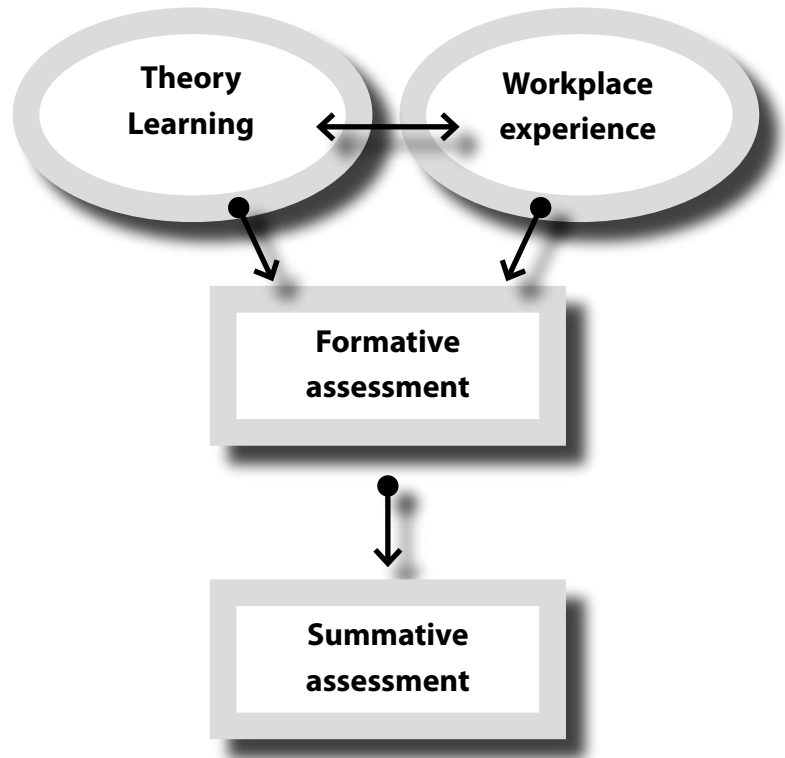 Theory
Learning
Workplace
experience
Formative
assessment
Summative
assessment